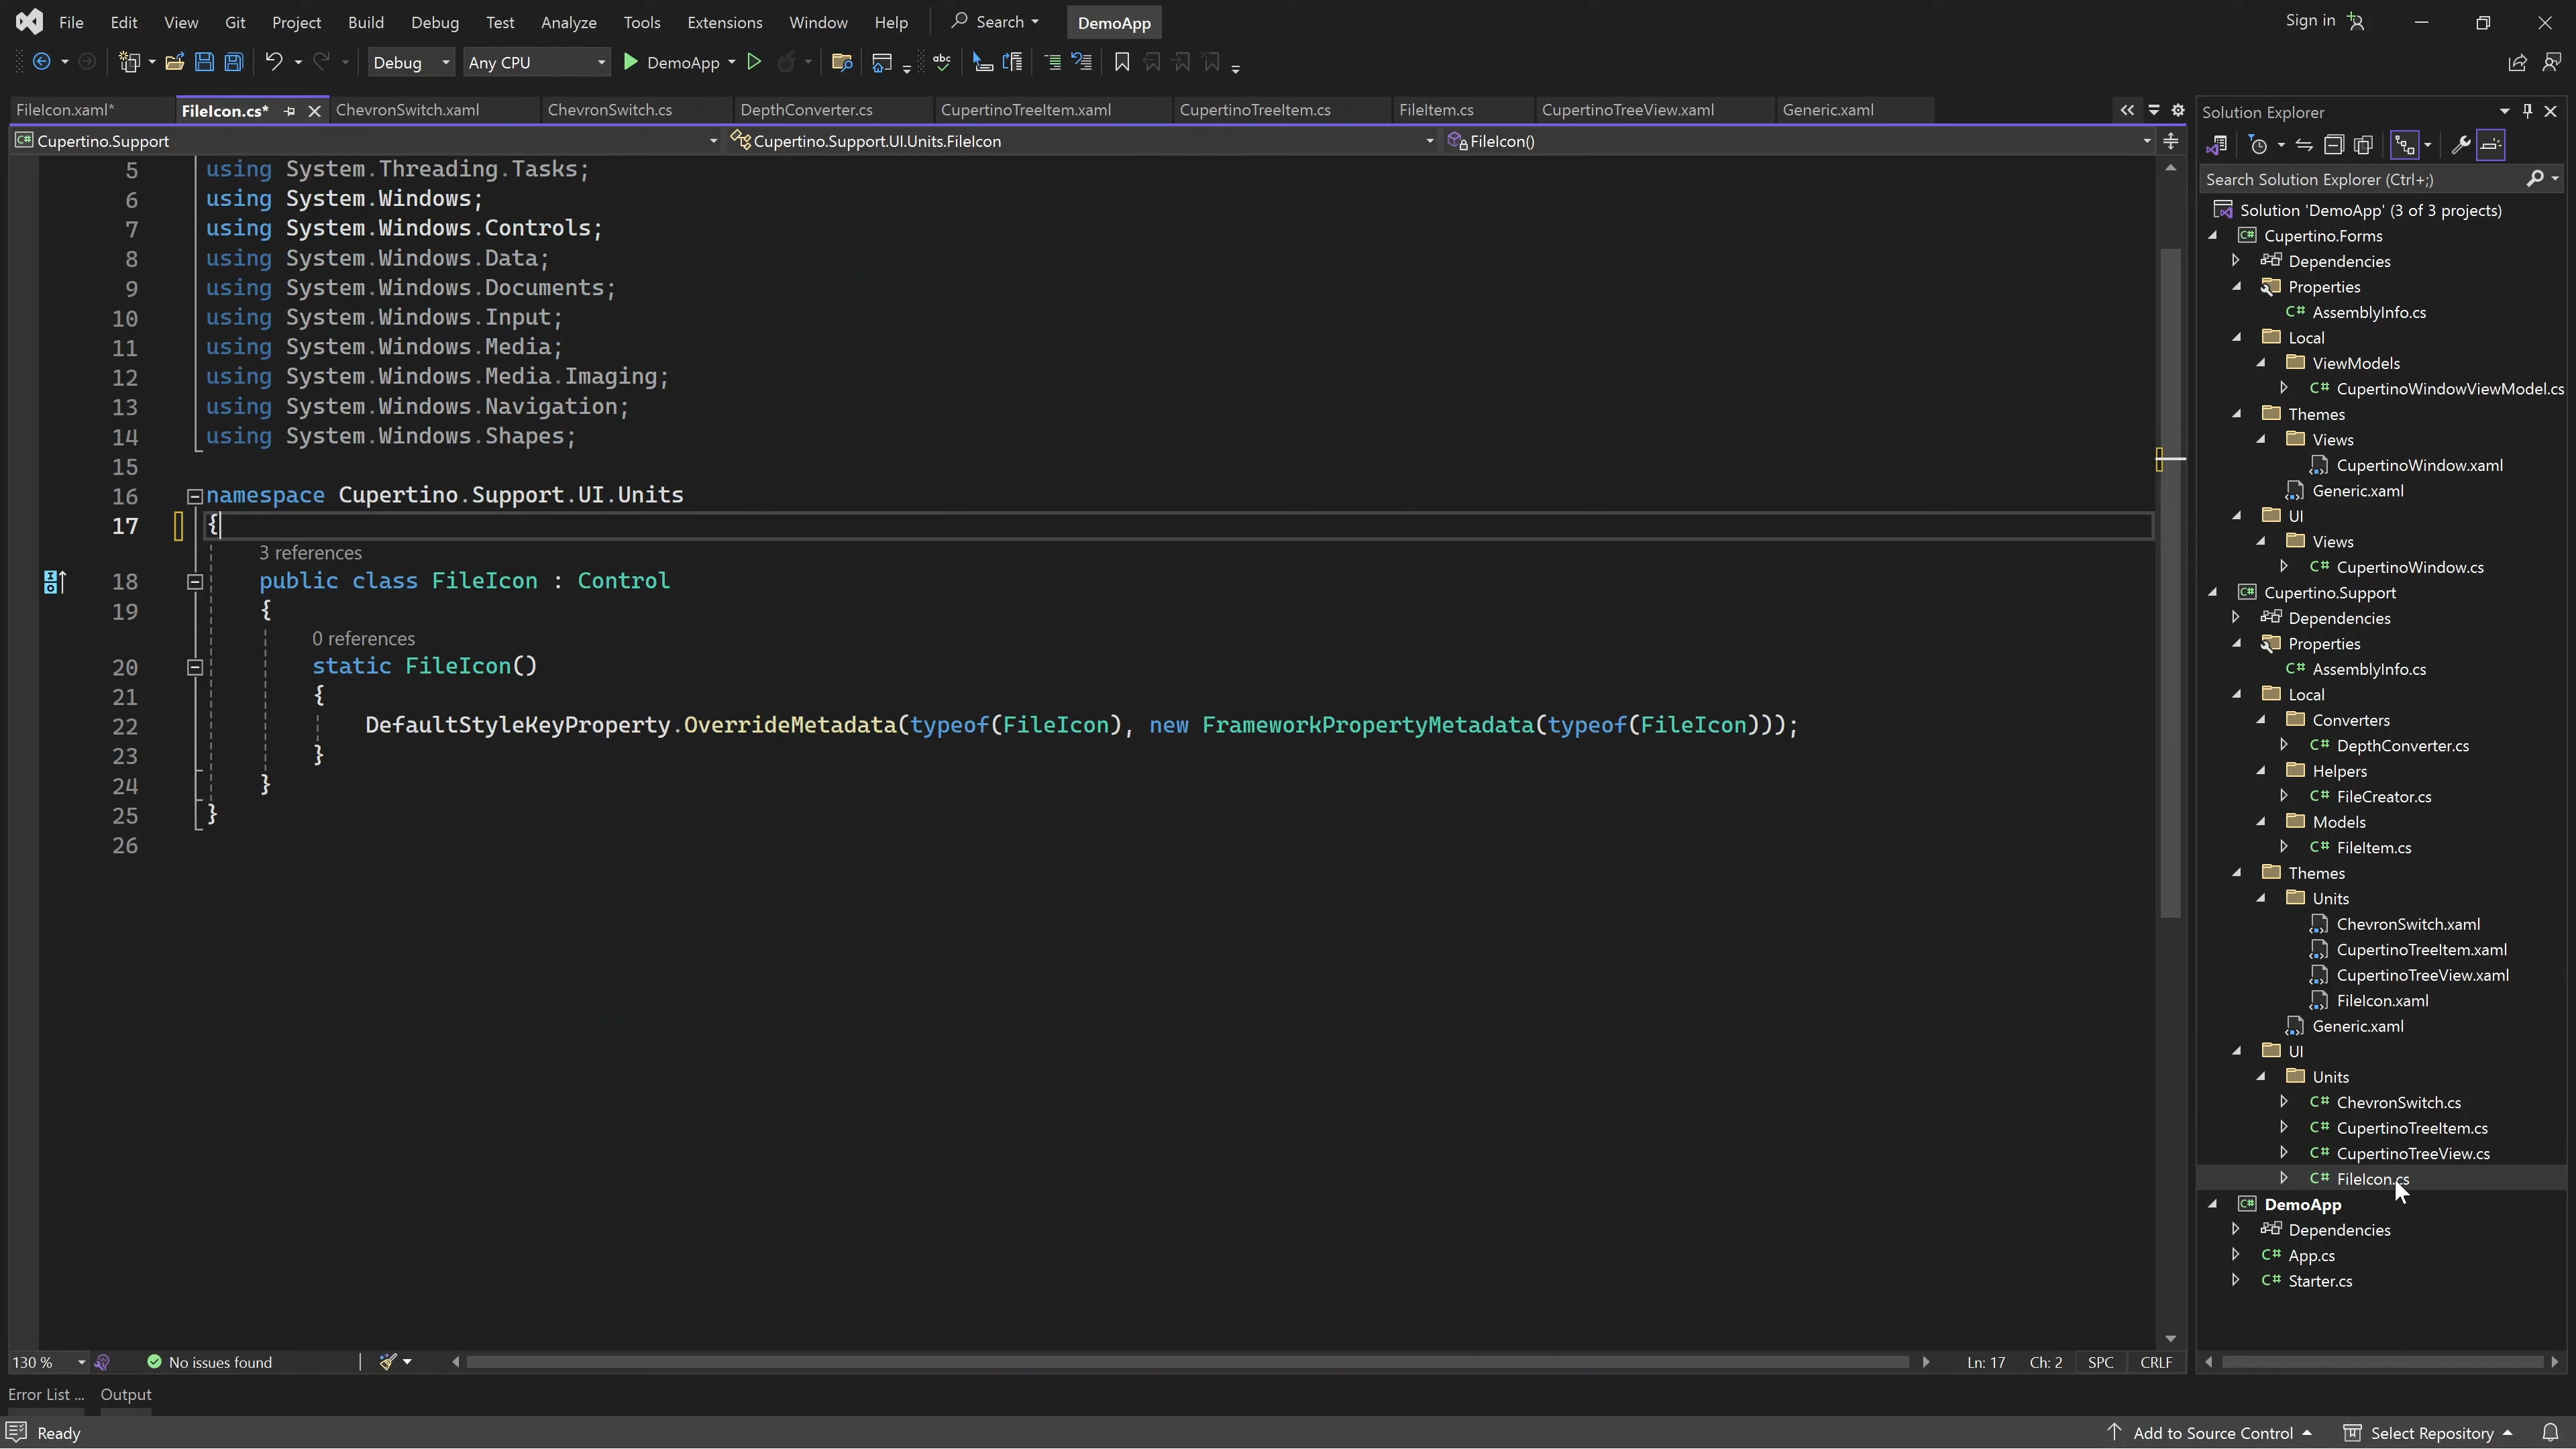 File Edit View Git Project Build Debug Test Analyze Tools Extensions Window Help Search DemoApp Sign in
Debug Any CPU DemoApp
FileIcon.xaml* FileIcon.cs* ChevronSwitch.xaml ChevronSwitch.cs DepthConverter.cs CupertinoTreeItem.xaml CupertinoTreeItem.cs FileItem.cs CupertinoTreeView.xaml Generic.xaml
Cupertino.Support Cupertino.Support.UI.Units.FileIcon FileIcon()
5 using System.Threading.Tasks;
6 using System.Windows;
7 using System.Windows.Controls;
8 using System.Windows.Data;
9 using System.Windows.Documents;
10 using System.Windows.Input;
11 using System.Windows.Media;
12 using System.Windows.Media.Imaging;
13 using System.Windows.Navigation;
14 using System.Windows.Shapes;
15
16 namespace Cupertino.Support.UI.Units
17 {
3 references
18 public class FileIcon : Control
19 {
0 references
20 static FileIcon()
21 {
22 DefaultStyleKeyProperty.OverrideMetadata(typeof(FileIcon), new FrameworkPropertyMetadata(typeof(FileIcon)));
23 }
24 }
25 }
26
130 % No issues found Ln: 17 Ch: 2 SPC CRLF
Solution Explorer
Search Solution Explorer (Ctrl+;)
Solution 'DemoApp' (3 of 3 projects)
Cupertino.Forms
Dependencies
Properties
C# AssemblyInfo.cs
Local
ViewModels
C# CupertinoWindowViewModel.cs
Themes
Views
CupertinoWindow.xaml
Generic.xaml
UI
Views
C# CupertinoWindow.cs
Cupertino.Support
Dependencies
Properties
C# AssemblyInfo.cs
Local
Converters
C# DepthConverter.cs
Helpers
C# FileCreator.cs
Models
C# FileItem.cs
Themes
Units
ChevronSwitch.xaml
CupertinoTreeItem.xaml
CupertinoTreeView.xaml
FileIcon.xaml
Generic.xaml
UI
Units
C# ChevronSwitch.cs
C# CupertinoTreeItem.cs
C# CupertinoTreeView.cs
C# FileIcon.cs
DemoApp
Dependencies
C# App.cs
C# Starter.cs
Error List ... Output
Ready Add to Source Control Select Repository